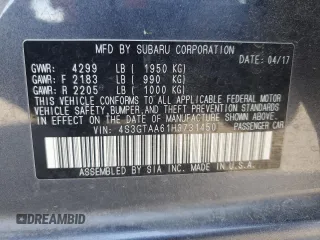 MFD BY SUBARU CORPORATION
GVWR: 4299 LB ( 1950 KG) DATE: 04/17
GAWR: F 2183 LB ( 990 KG)
GAWR: R 2205 LB ( 1000 KG)
THIS VEHICLE CONFORMS TO ALL APPLICABLE
FEDERAL MOTOR VEHICLE SAFETY, BUMPER, AND THEFT
PREVENTION STANDARDS IN EFFECT ON THE DATE OF
MANUFACTURE SHOWN ABOVE.
VIN: 4S3GTAA61H3731450 PASSENGER CAR
ASSEMBLED BY SIA INC. MADE IN U.S.A.